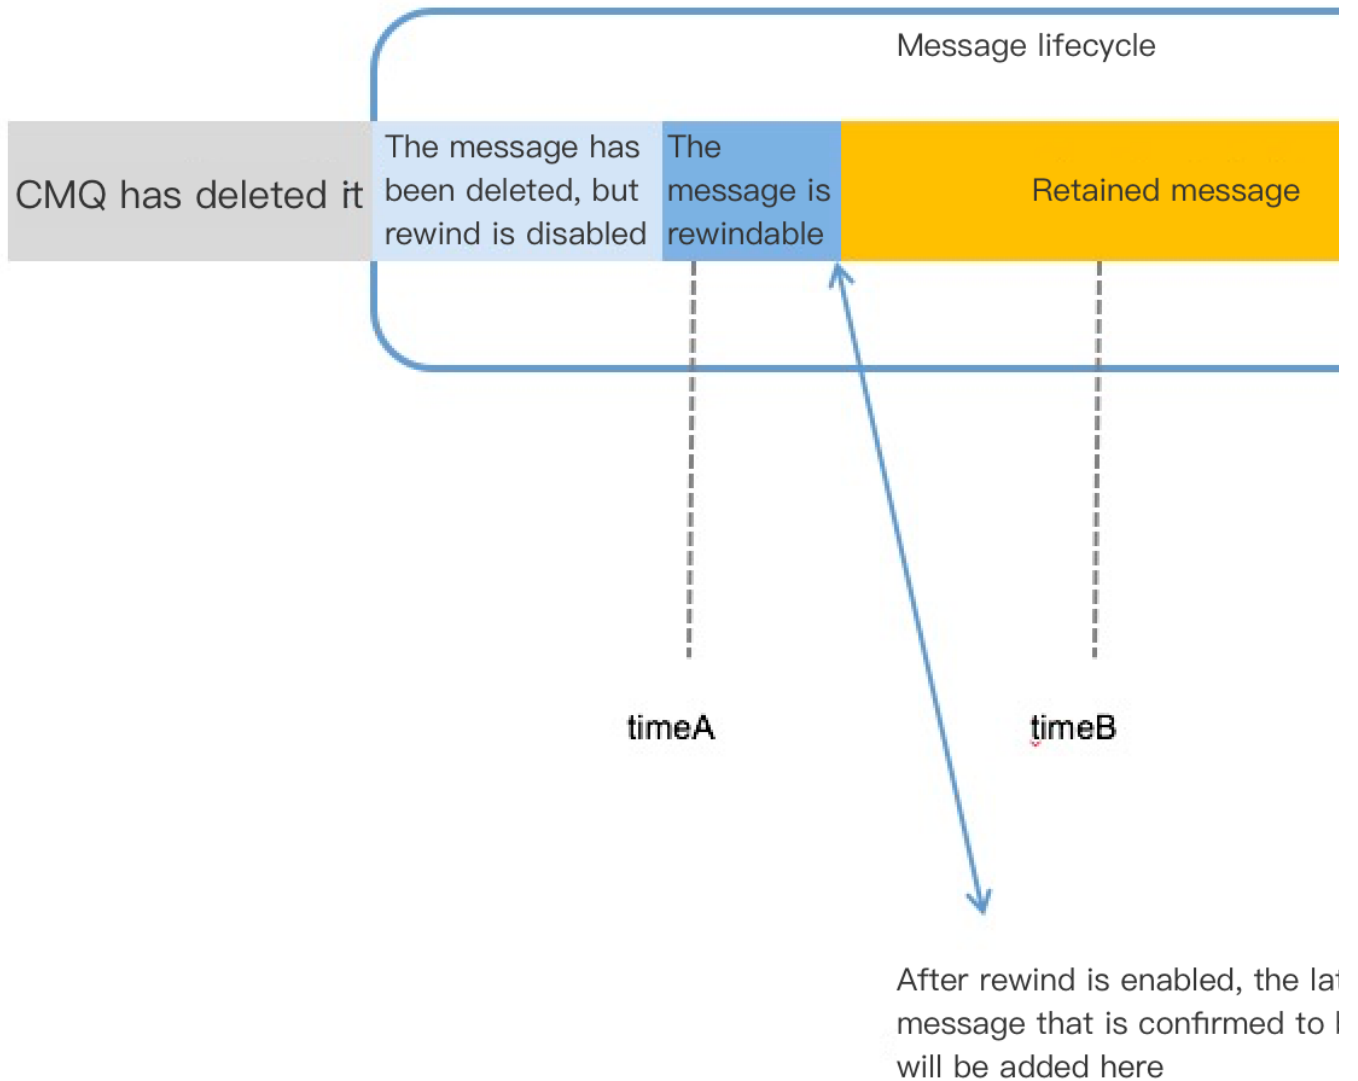 Message lifecycle
CMQ has deleted it
The message has
been deleted, but
rewind is disabled
The
message is
rewindable
Retained message
timeA
timeB
After rewind is enabled, the
message that is confirmed to
will be added here